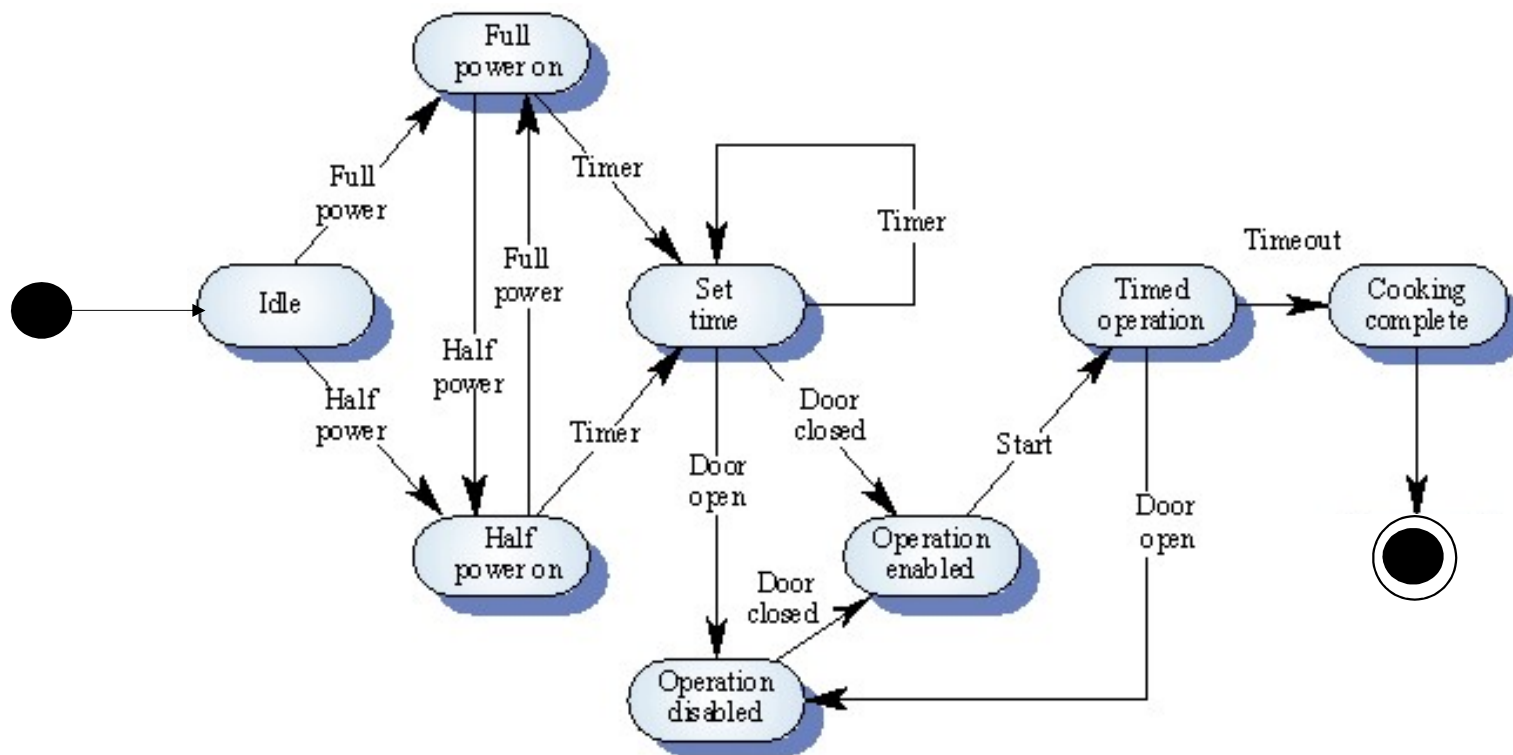 Full
power on
Full
power
Timer
Timer
Full
power
Timeout
Idle
Set
time
Timed
operation
Cooking
complete
Half
power
Half
power
Timer
Door
closed
Start
Door
open
Door
open
Half
power on
Operation
enabled
Door
closed
Operation
disabled